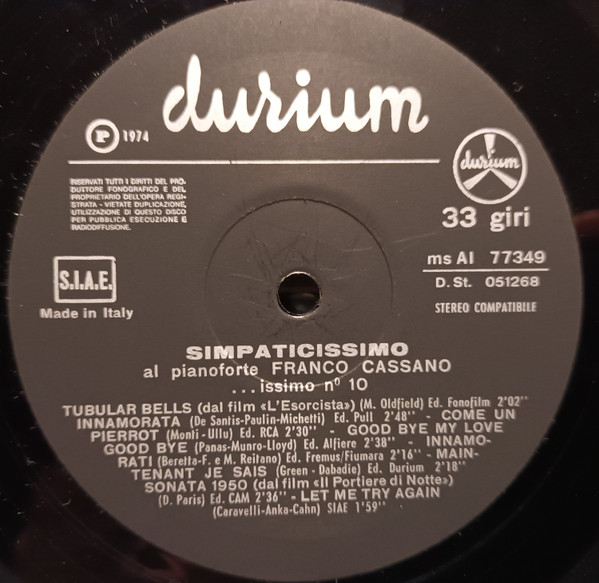 durium
P 1974
RISERVATI TUTTI I DIRITTI DEL PRO-
DUTTORE FONOGRAFICO E DEL
PROPRIETARIO DELL'OPERA REGI-
STRATA - VIETATE DUPLICAZIONE,
UTILIZZAZIONE DI QUESTO DISCO
PER PUBBLICA ESECUZIONE E
RADIODIFFUSIONE.
durium
33 giri
ms AI 77349
D. St. 051268
STEREO COMPATIBILE
S.I.A.E.
Made in Italy
SIMPATICISSIMO
al pianoforte FRANCO CASSANO
...issimo nº 10
TUBULAR BELLS (dal film «L'Esorcista») (M. Oldfield) Ed. Fonofilm 2'02"
INNAMORATA (De Santis-Paulin-Michetti) Ed. Pull 2'48" - COME UN
PIERROT (Monti-Ullu) Ed. RCA 2'30" - GOOD BYE MY LOVE
GOOD BYE (Panas-Munro-Lloyd) Ed. Alfiere 2'38" - INNAMO-
RATI (Beretta-F. e M. Reitano) Ed. Fremus/Fiumara 2'16" - MAIN-
TENANT JE SAIS (Green-Dabadie) Ed. Durium 2'18"
SONATA 1950 (dal film «Il Portiere di Notte»)
(D. Paris) Ed. CAM 2'36" - LET ME TRY AGAIN
(Caravelli-Anka-Cahn) SIAE 1'59"